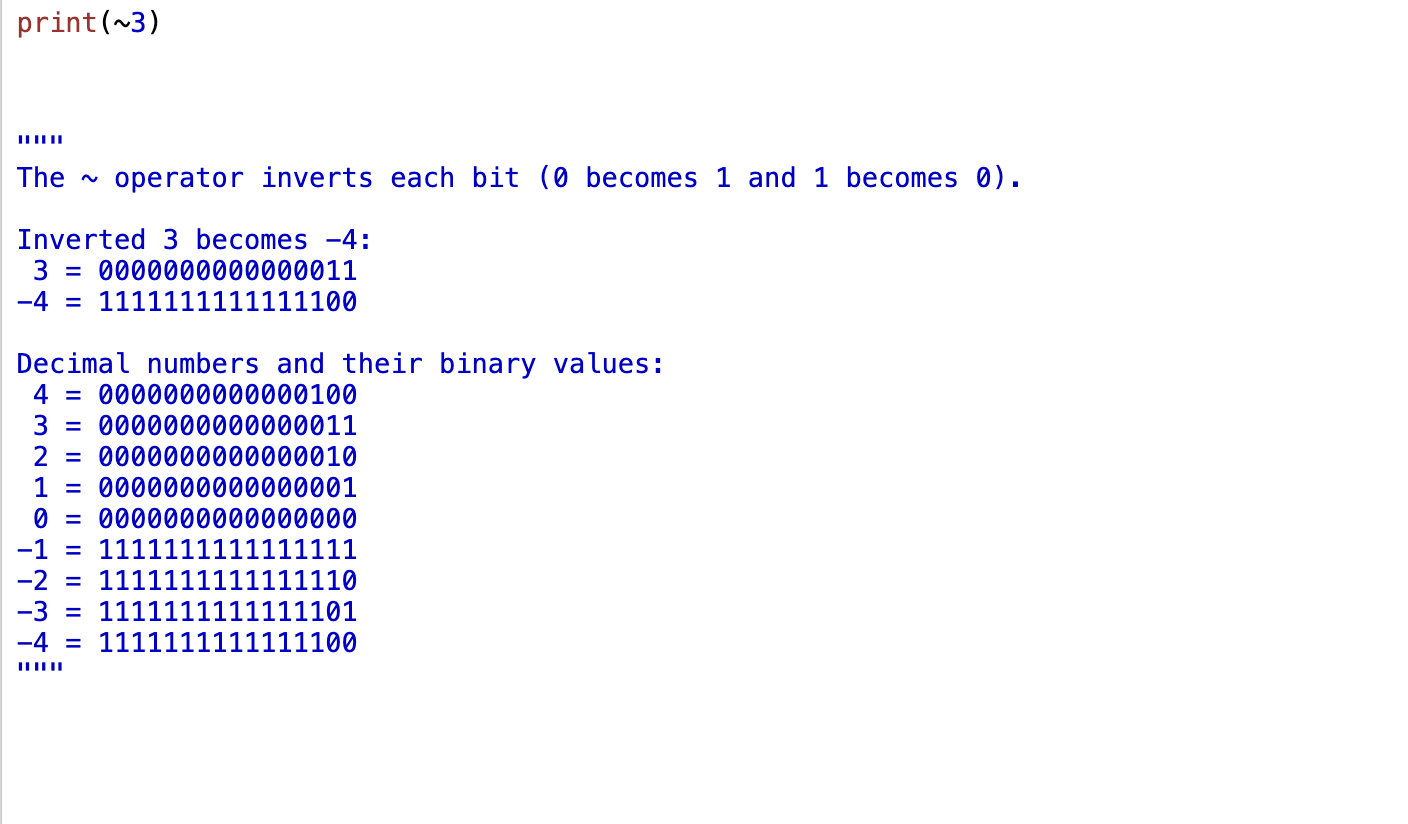 print(~3)
"""
The ~ operator inverts each bit (0 becomes 1 and 1 becomes 0).
Inverted 3 becomes -4:
 3 = 0000000000000011
-4 = 1111111111111100
Decimal numbers and their binary values:
 4 = 0000000000000100
 3 = 0000000000000011
 2 = 0000000000000010
 1 = 0000000000000001
 0 = 0000000000000000
-1 = 1111111111111111
-2 = 1111111111111110
-3 = 1111111111111101
-4 = 1111111111111100
"""